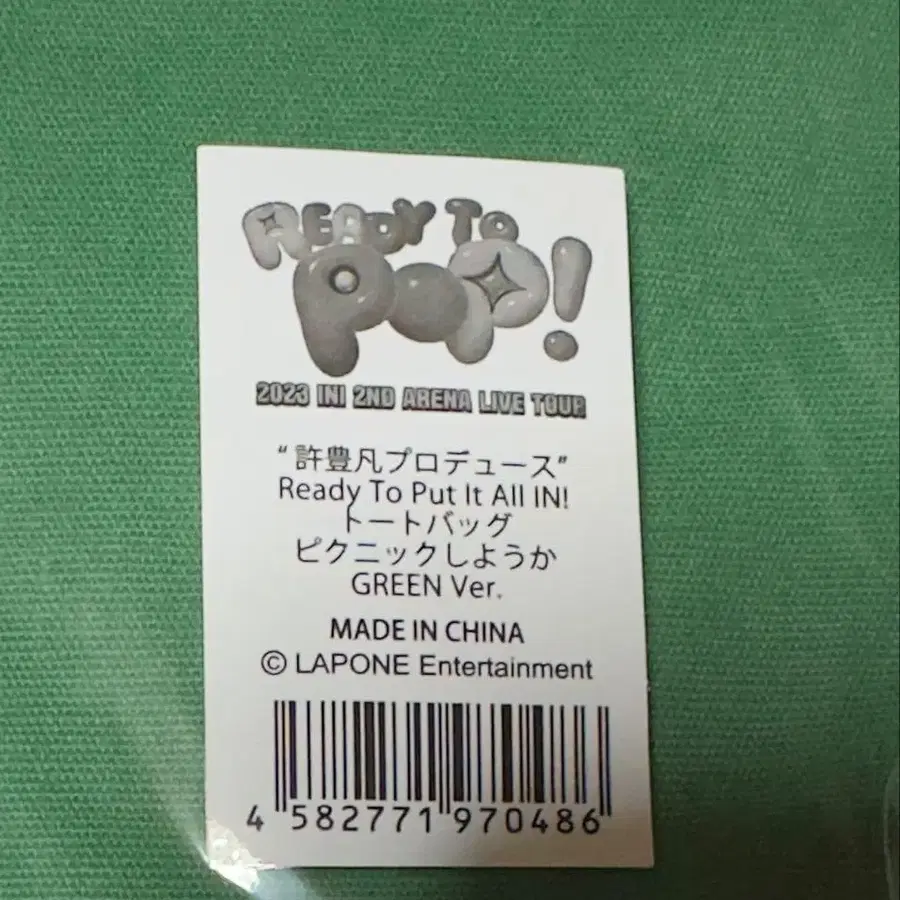 READY TO
POP!
2023 INI 2ND ARENA LIVE TOUR
“許豊凡プロデュース”
Ready To Put It All IN!
トートバッグ
ピクニックしようか
GREEN Ver.
MADE IN CHINA
© LAPONE Entertainment
4 582771 970486